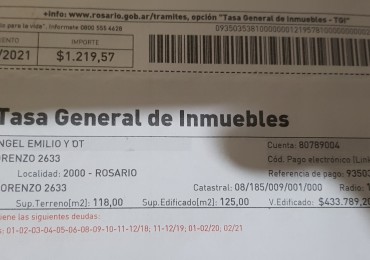 +info: www.rosario.gob.ar/tramites, opción "Tasa General de Inmuebles - TGI"
para la vida". Infórmese 0800 555 4628
IMPORTE
/2021 $1.219,57
Tasa General de Inmuebles
NGEL EMILIO Y OT Cuenta: 80789004
ORENZO 2633 Cód. Pago electrónico (Link
Localidad: 2000 - ROSARIO Referencia de pago: 93503
ORENZO 2633 Catastral: 08/185/009/001/000 Radio: 1
Sup.Terreno[m2]: 118,00 Sup.Edificado[m2]: 125,00 V.Edificado: $433.789,20
tiene las siguientes deudas:
: 01-02-03-04-05-06-08-09-10-11-12/18; 11-12/19; 01-02/20; 02/21